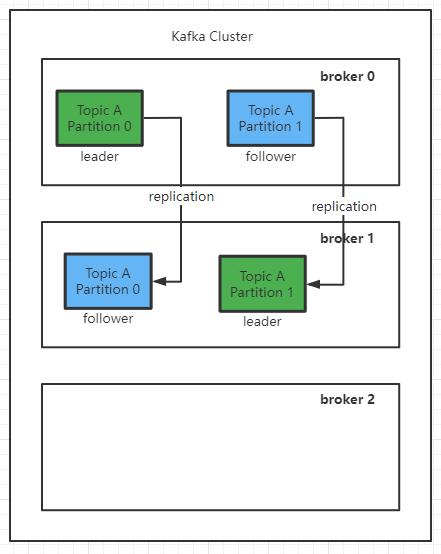 Kafka Cluster
broker 0
Topic A
Partition 0
leader
Topic A
Partition 1
follower
replication
replication
broker 1
Topic A
Partition 0
follower
Topic A
Partition 1
leader
broker 2